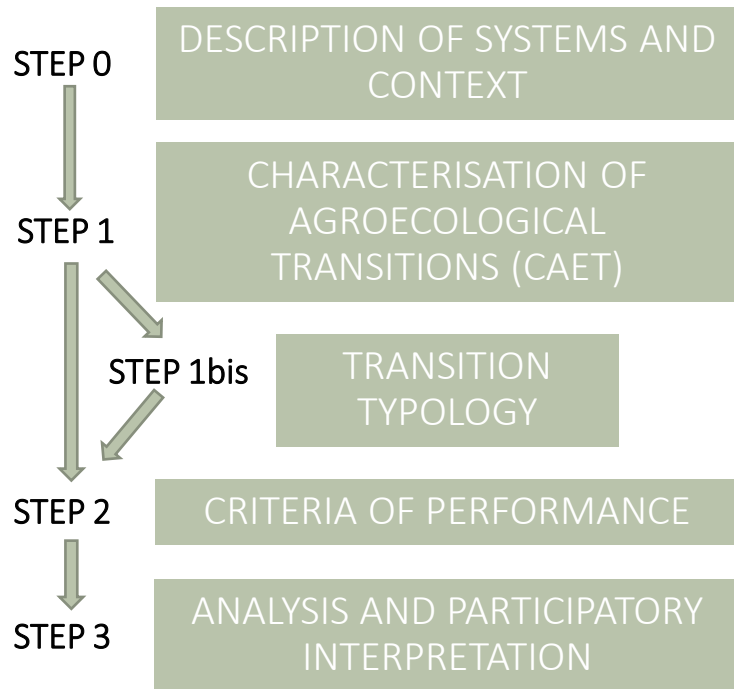 STEP 0
DESCRIPTION OF SYSTEMS AND
CONTEXT
STEP 1
CHARACTERISATION OF
AGROECOLOGICAL
TRANSITIONS (CAET)
STEP 1bis
TRANSITION
TYPOLOGY
STEP 2
CRITERIA OF PERFORMANCE
STEP 3
ANALYSIS AND PARTICIPATORY
INTERPRETATION